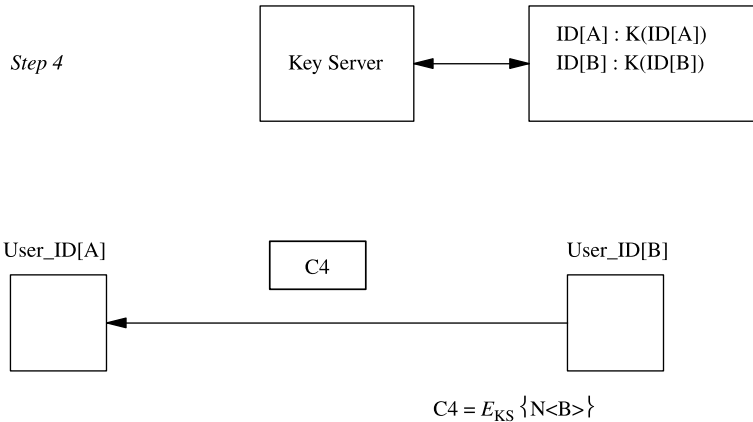 Step 4
Key Server
ID[A] : K(ID[A])
ID[B] : K(ID[B])
User_ID[A]
C4
User_ID[B]
C4 = E_KS {N<B>}